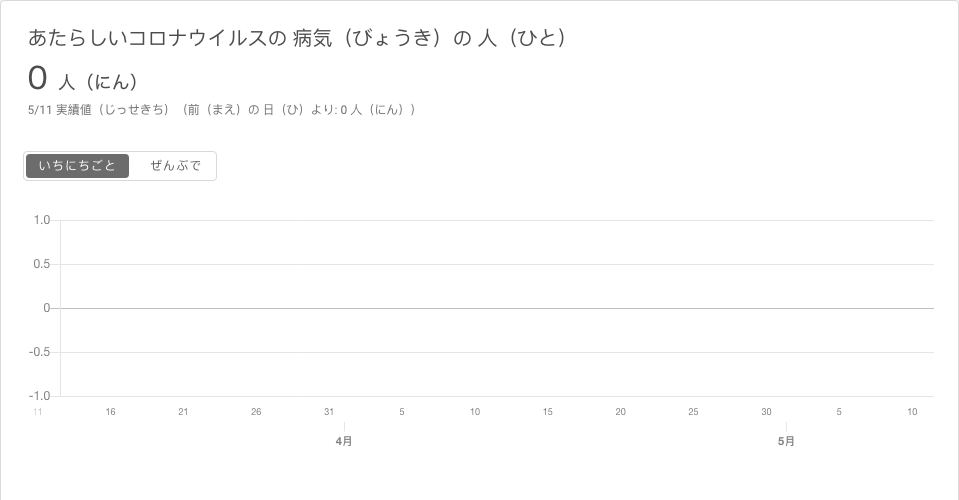 あたらしいコロナウイルスの 病気（びょうき）の 人（ひと）
0 人（にん）
5/11 実績値（じっせきち）（前（まえ）の 日（ひ）より: 0 人（にん））
いちにちごと ぜんぶで
1.0
0.5
0
-0.5
-1.0
11 16 21 26 31 5 10 15 20 25 30 5 10
4月 5月